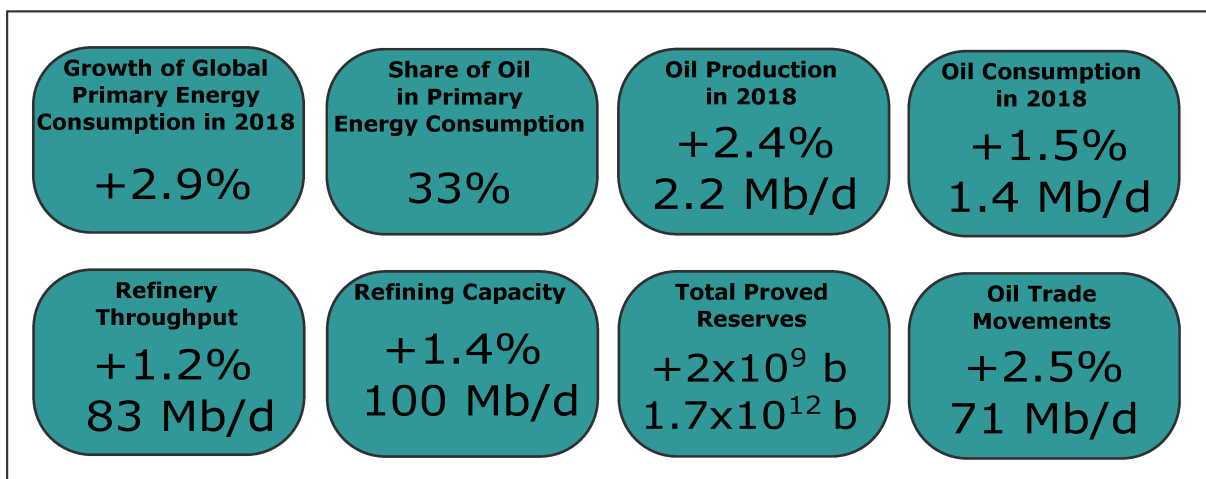 Growth of Global
Primary Energy
Consumption in 2018
+2.9%
Share of Oil
in Primary
Energy Consumption
33%
Oil Production
in 2018
+2.4%
2.2 Mb/d
Oil Consumption
in 2018
+1.5%
1.4 Mb/d
Refinery
Throughput
+1.2%
83 Mb/d
Refining Capacity
+1.4%
100 Mb/d
Total Proved
Reserves
+2x10⁹ b
1.7x10¹² b
Oil Trade
Movements
+2.5%
71 Mb/d